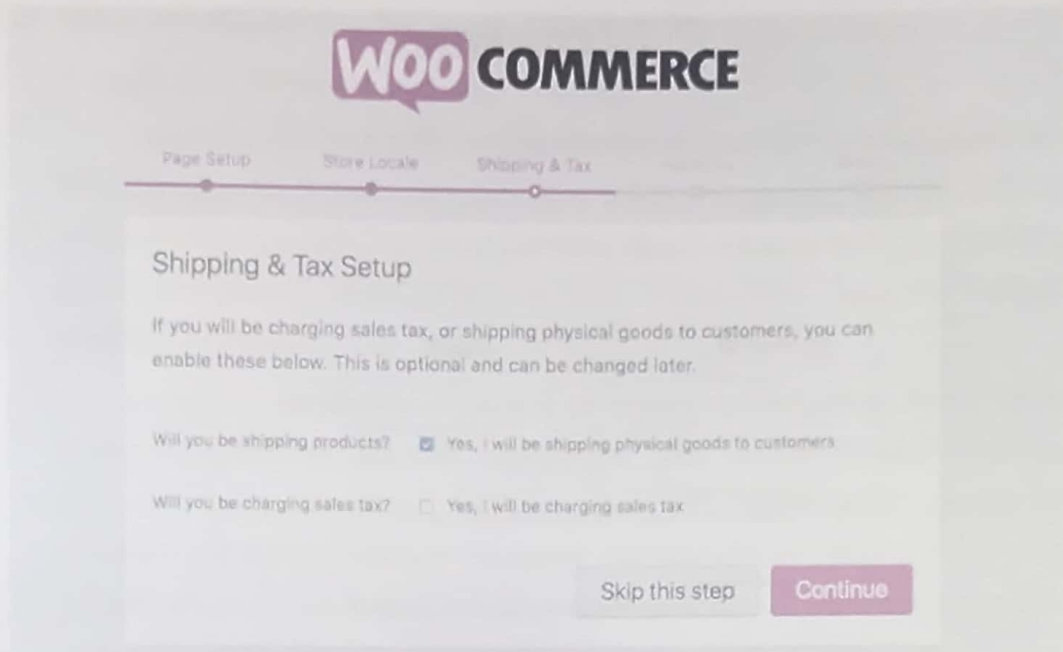 WOO COMMERCE
Page Setup Store Locale Shipping & Tax
Shipping & Tax Setup
If you will be charging sales tax, or shipping physical goods to customers, you can
enable these below. This is optional and can be changed later.
Will you be shipping products? Yes, I will be shipping physical goods to customers
Will you be charging sales tax? Yes, I will be charging sales tax
Skip this step Continue